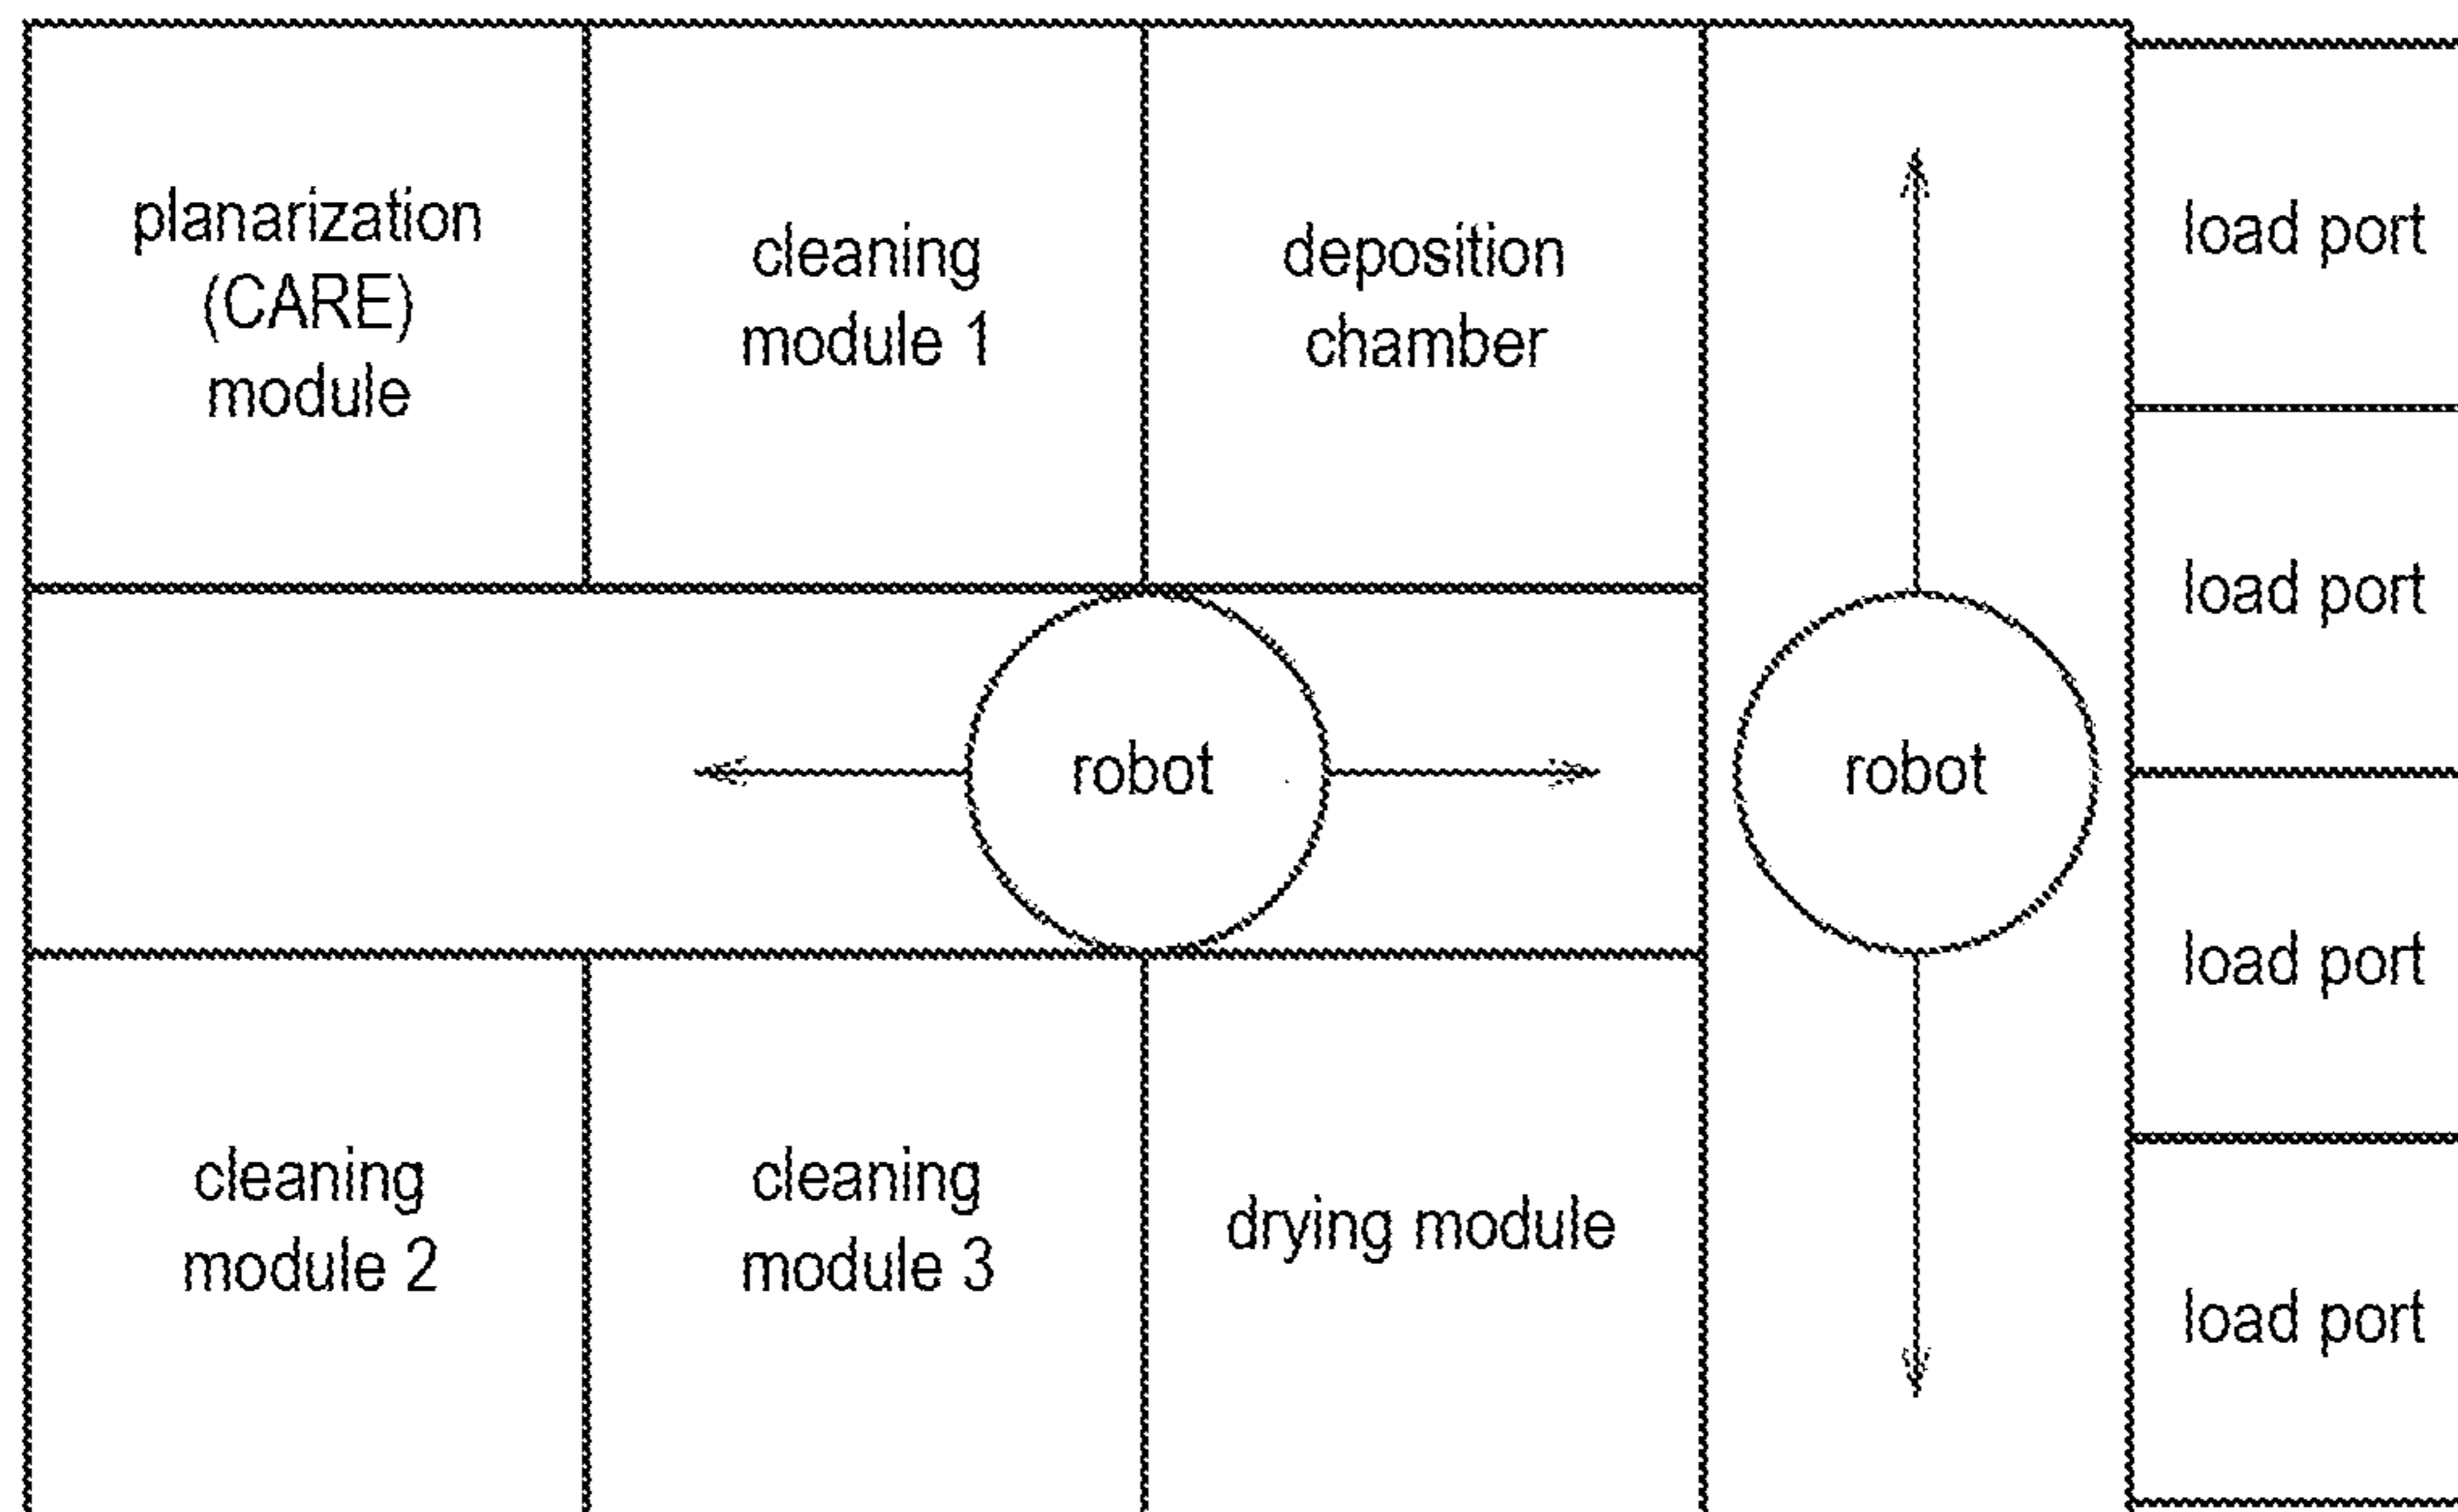 planarization
(CARE)
module
cleaning
module 1
deposition
chamber
load port
load port
robot
robot
load port
cleaning
module 2
cleaning
module 3
drying module
load port